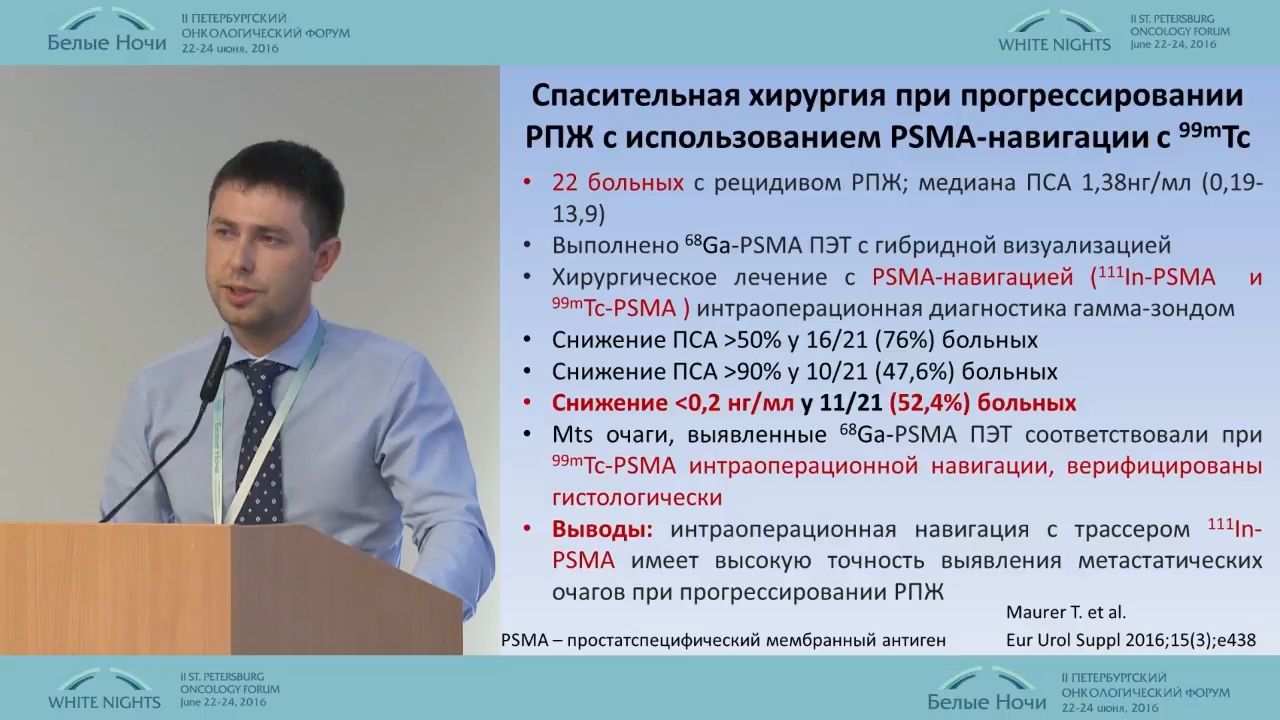 Белые Ночи
II ПЕТЕРБУРГСКИЙ
ОНКОЛОГИЧЕСКИЙ ФОРУМ
22-24 июня, 2016
WHITE NIGHTS
II ST. PETERSBURG
ONCOLOGY FORUM
June 22-24, 2016
Спасительная хирургия при прогрессировании
РПЖ с использованием PSMA-навигации с ⁹⁹ᵐTc
• 22 больных с рецидивом РПЖ; медиана ПСА 1,38нг/мл (0,19-
13,9)
• Выполнено ⁶⁸Ga-PSMA ПЭТ с гибридной визуализацией
• Хирургическое лечение с PSMA-навигацией (¹¹¹In-PSMA и
⁹⁹ᵐTc-PSMA ) интраоперационная диагностика гамма-зондом
• Снижение ПСА >50% у 16/21 (76%) больных
• Снижение ПСА >90% у 10/21 (47,6%) больных
• Снижение <0,2 нг/мл у 11/21 (52,4%) больных
• Mts очаги, выявленные ⁶⁸Ga-PSMA ПЭТ соответствовали при
⁹⁹ᵐTc-PSMA интраоперационной навигации, верифицированы
гистологически
• Выводы: интраоперационная навигация с трассером ¹¹¹In-
PSMA имеет высокую точность выявления метастатических
очагов при прогрессировании РПЖ
Maurer T. et al.
PSMA – простатспецифический мембранный антиген
Eur Urol Suppl 2016;15(3);e438
WHITE NIGHTS
II ST. PETERSBURG
ONCOLOGY FORUM
June 22-24, 2016
Белые Ночи
II ПЕТЕРБУРГСКИЙ
ОНКОЛОГИЧЕСКИЙ ФОРУМ
22-24 июня, 2016